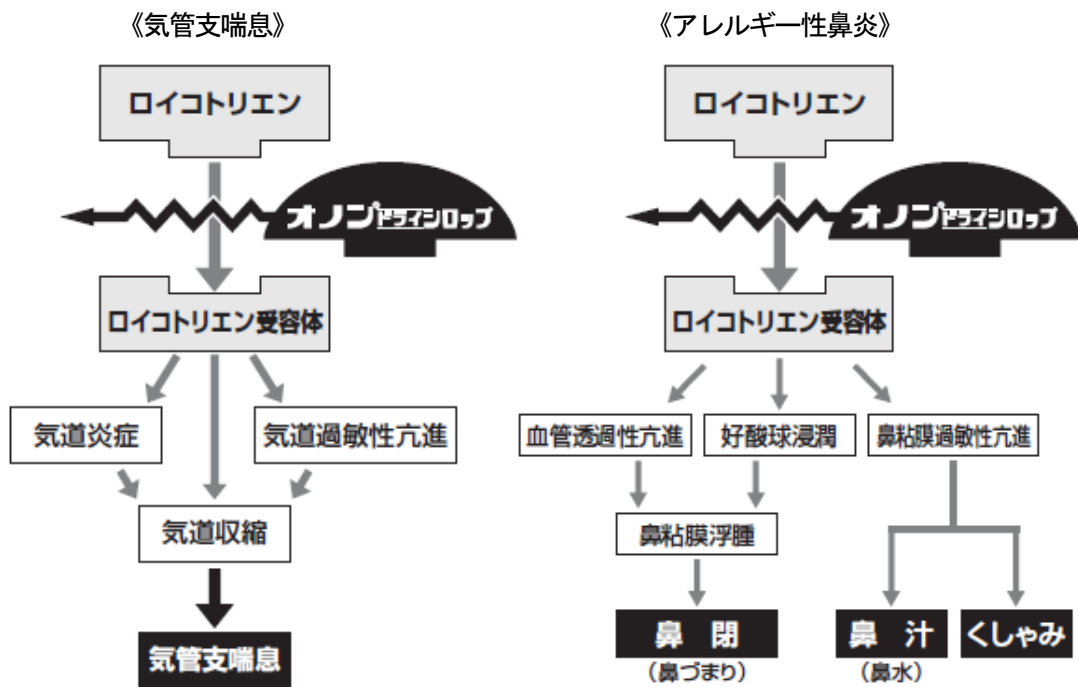 《気管支喘息》
ロイコトリエン
オノンドライシロップ
ロイコトリエン受容体
気道炎症
気道過敏性亢進
気道収縮
気管支喘息
《アレルギー性鼻炎》
ロイコトリエン
オノンドライシロップ
ロイコトリエン受容体
血管透過性亢進
好酸球浸潤
鼻粘膜過敏性亢進
鼻粘膜浮腫
鼻閉
(鼻づまり)
鼻汁
(鼻水)
くしゃみ